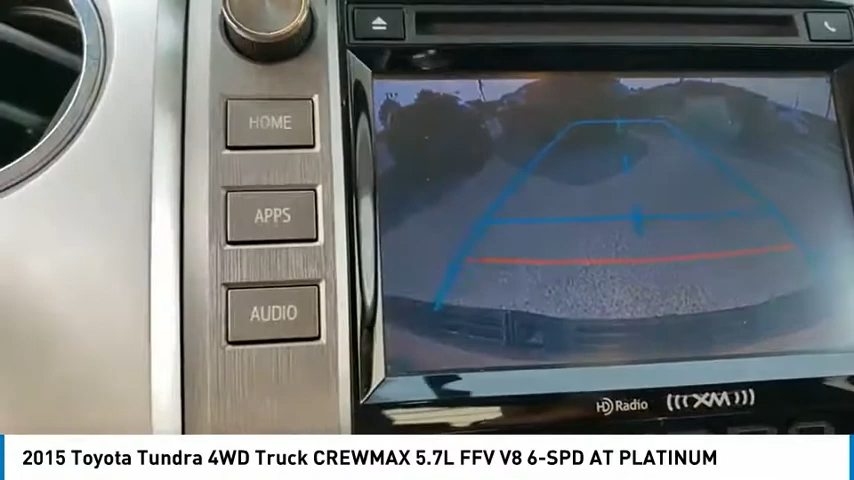 HOME
APPS
AUDIO
HD Radio
((((XM))))
2015 Toyota Tundra 4WD Truck CREWMAX 5.7L FFV V8 6-SPD AT PLATINUM